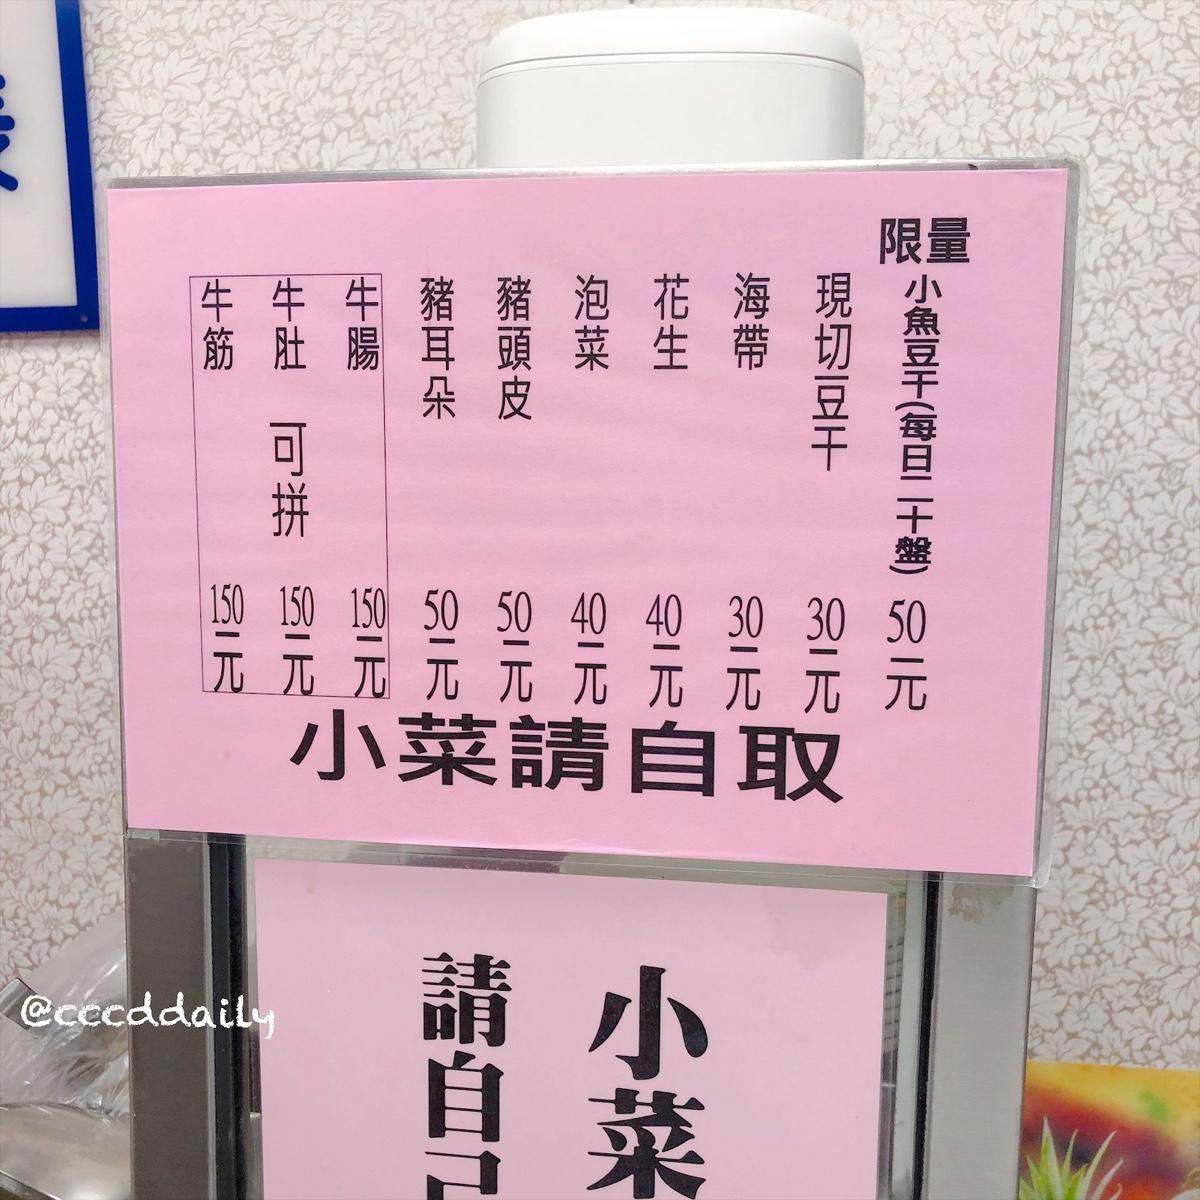 限量
小魚豆干(每日二十盤) 50元
現切豆干 30元
海帶 30元
花生 40元
泡菜 40元
豬頭皮 50元
豬耳朵 50元
牛腸 150元
牛肚 可拼 150元
牛筋 150元
小菜請自取
小菜
請自己
@cccddaily